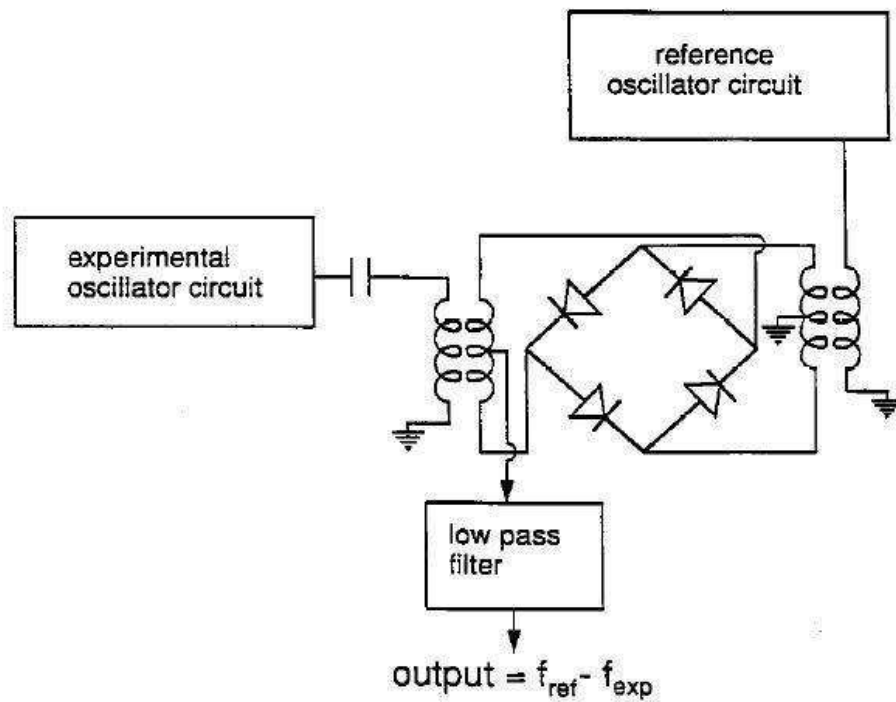 reference
oscillator circuit
experimental
oscillator circuit
low pass
filter
output = f_ref - f_exp